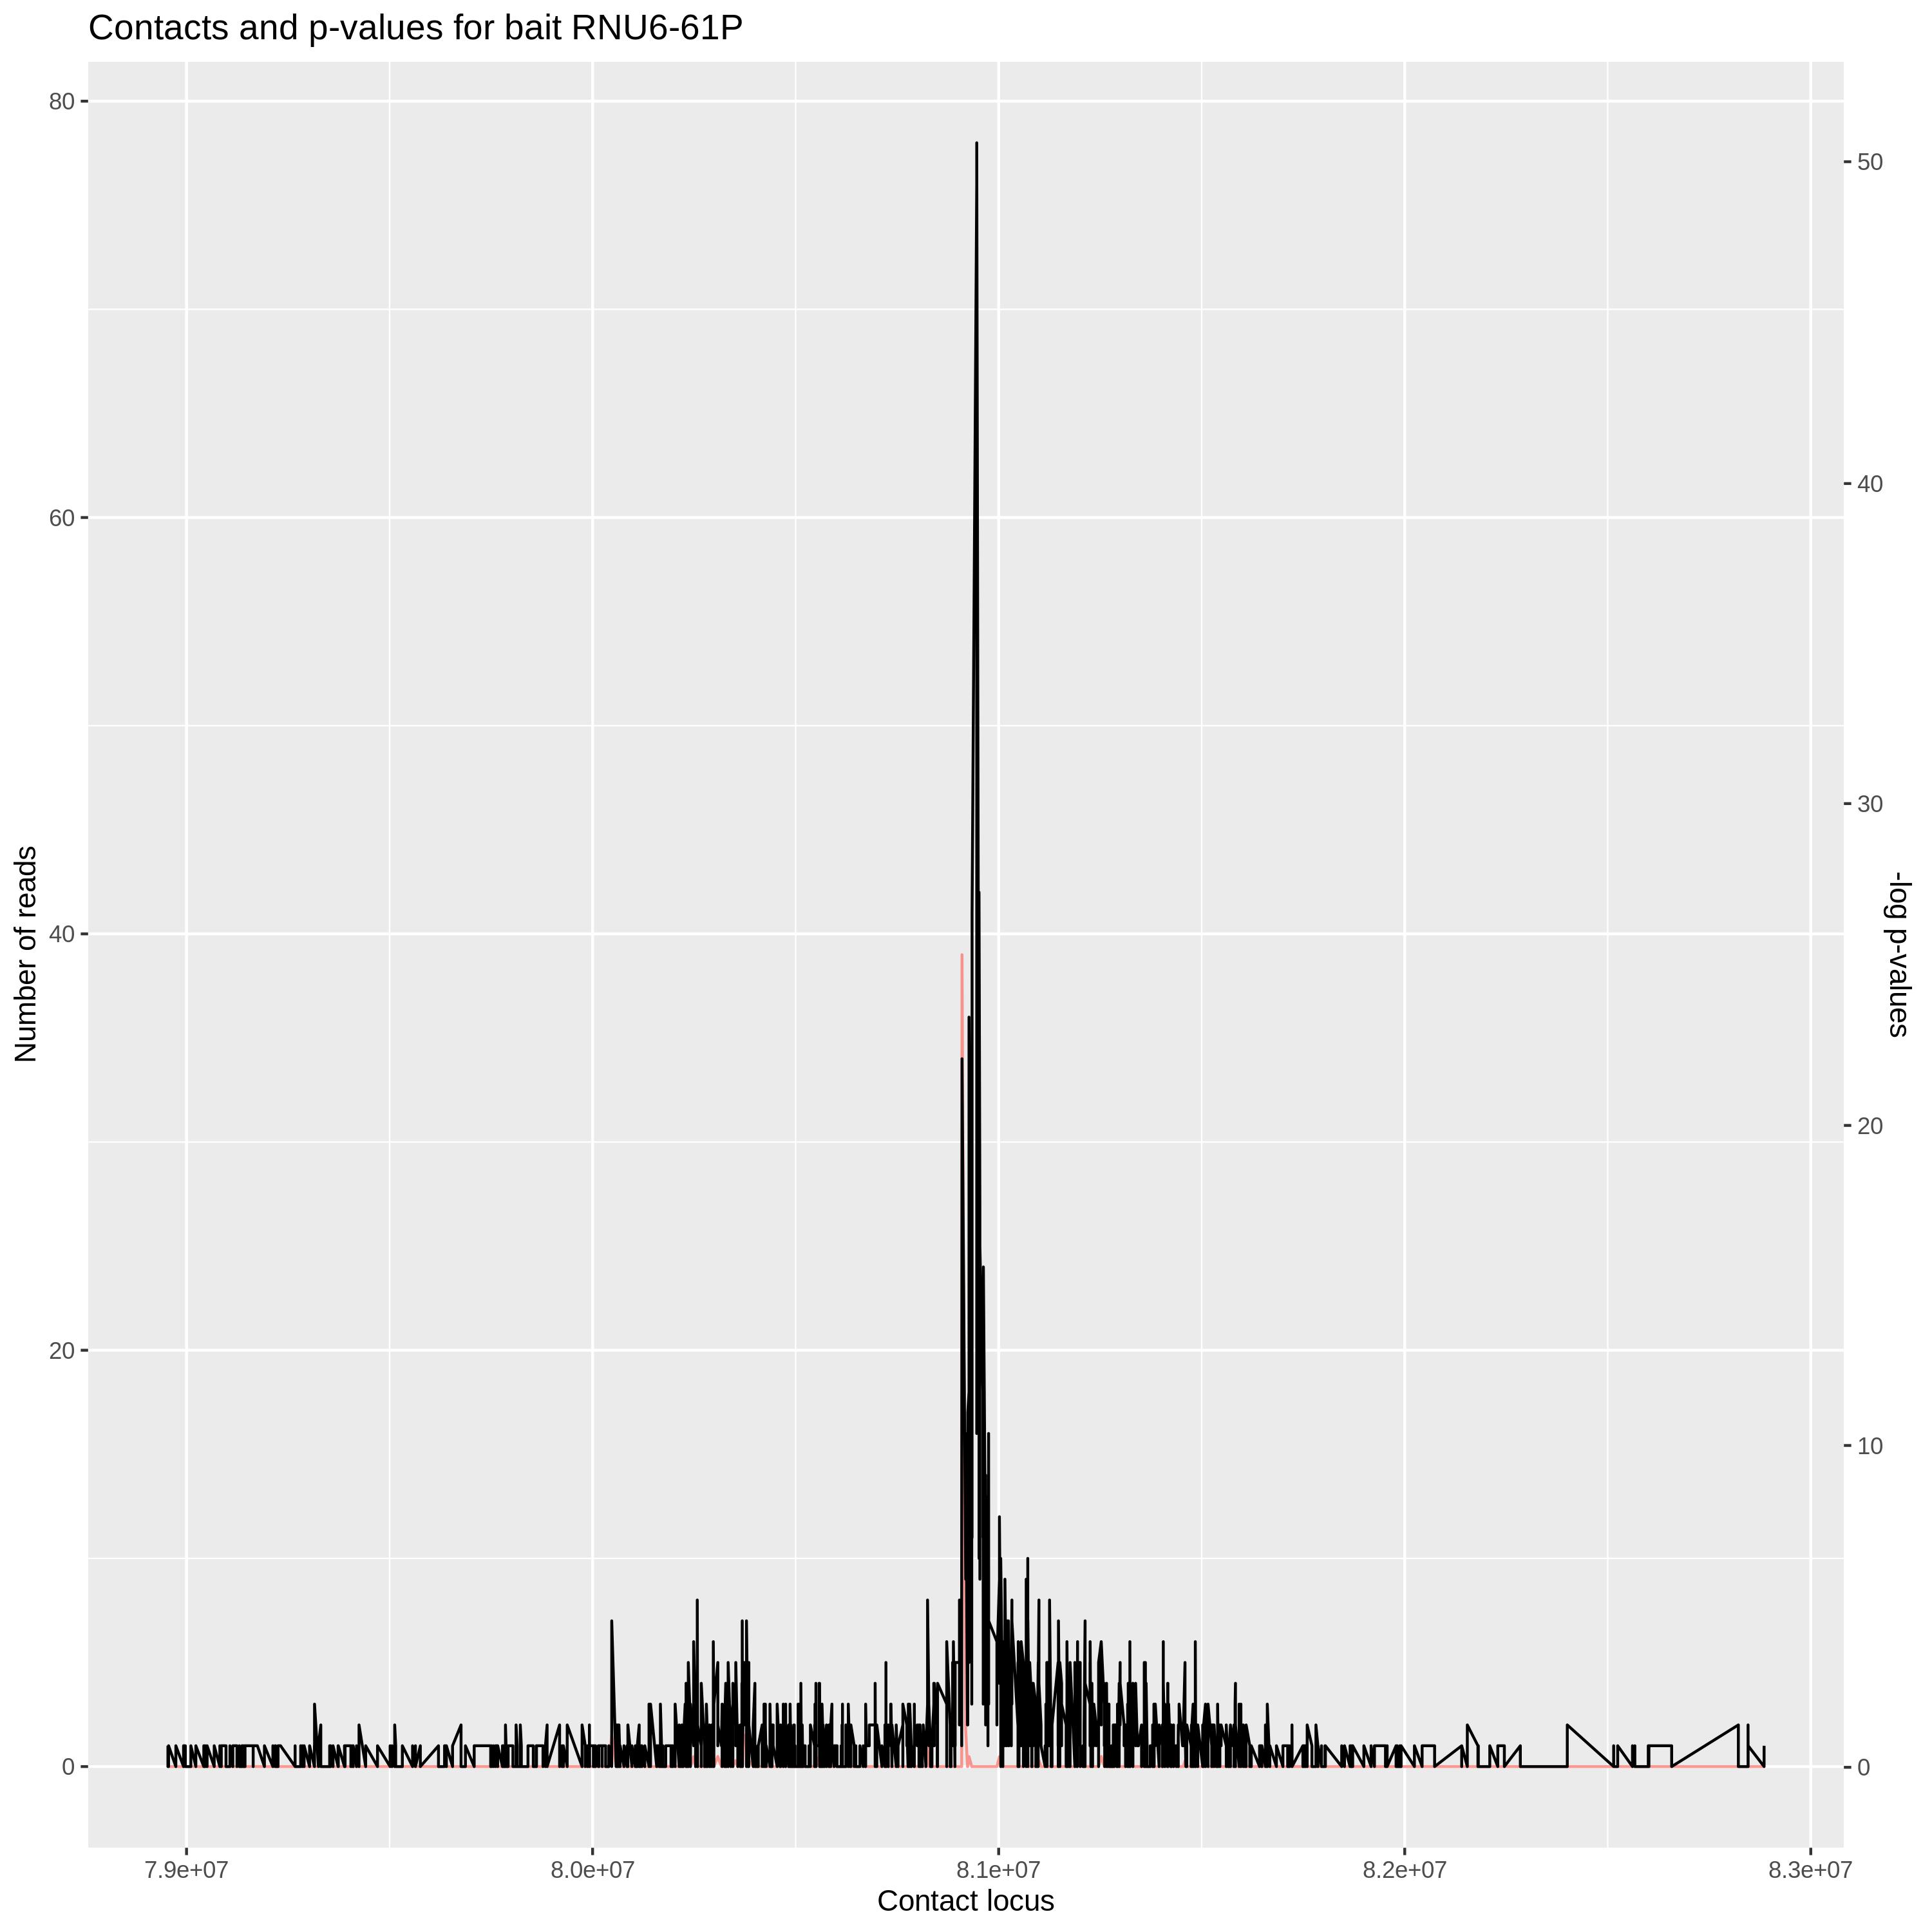 Contacts and p-values for bait RNU6-61P
80
60
40
20
0
Number of reads
50
40
30
20
10
0
-log p-values
7.9e+07
8.0e+07
8.1e+07
8.2e+07
8.3e+07
Contact locus